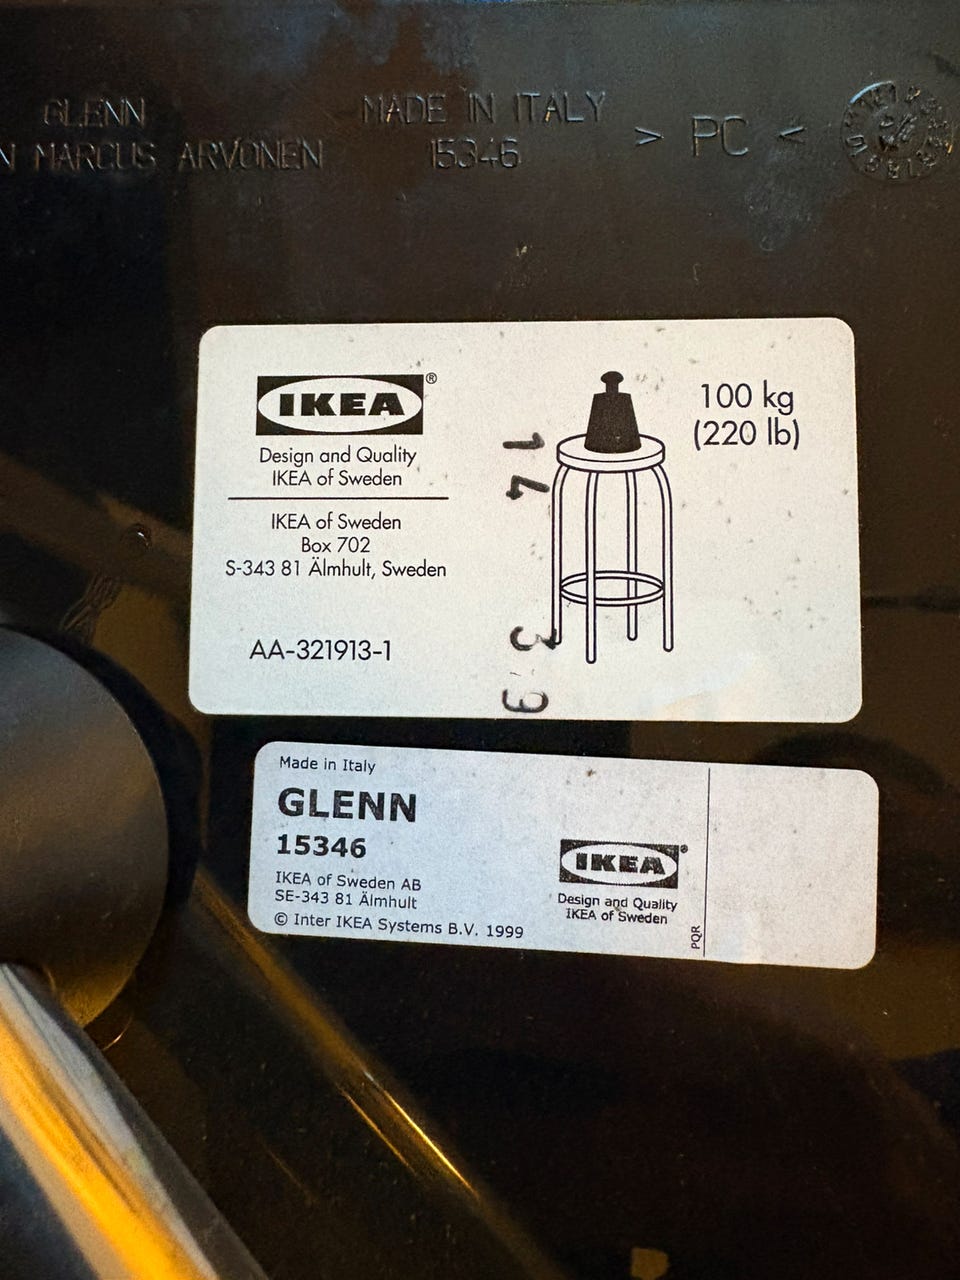 GLENN
N MARCUS ARVONEN
MADE IN ITALY
15346
> PC <
IKEA®
Design and Quality
IKEA of Sweden
IKEA of Sweden
Box 702
S-343 81 Älmhult, Sweden
AA-321913-1
100 kg
(220 lb)
Made in Italy
GLENN
15346
IKEA of Sweden AB
SE-343 81 Älmhult
© Inter IKEA Systems B.V. 1999
IKEA®
Design and Quality
IKEA of Sweden
PQR